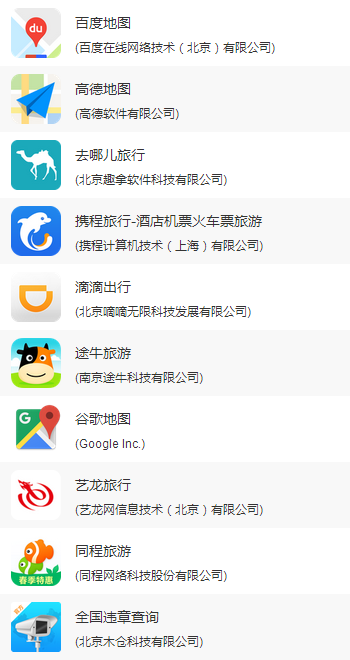 du
百度地图
(百度在线网络技术（北京）有限公司)
高德地图
(高德软件有限公司)
去哪儿旅行
(北京趣拿软件科技有限公司)
携程旅行-酒店机票火车票旅游
(携程计算机技术（上海）有限公司)
滴滴出行
(北京嘀嘀无限科技发展有限公司)
途牛旅游
(南京途牛科技有限公司)
G
谷歌地图
(Google Inc.)
艺龙旅行
(艺龙网信息技术（北京）有限公司)
同程旅游
春季特惠
(同程网络科技股份有限公司)
全国违章查询
(北京木仓科技有限公司)